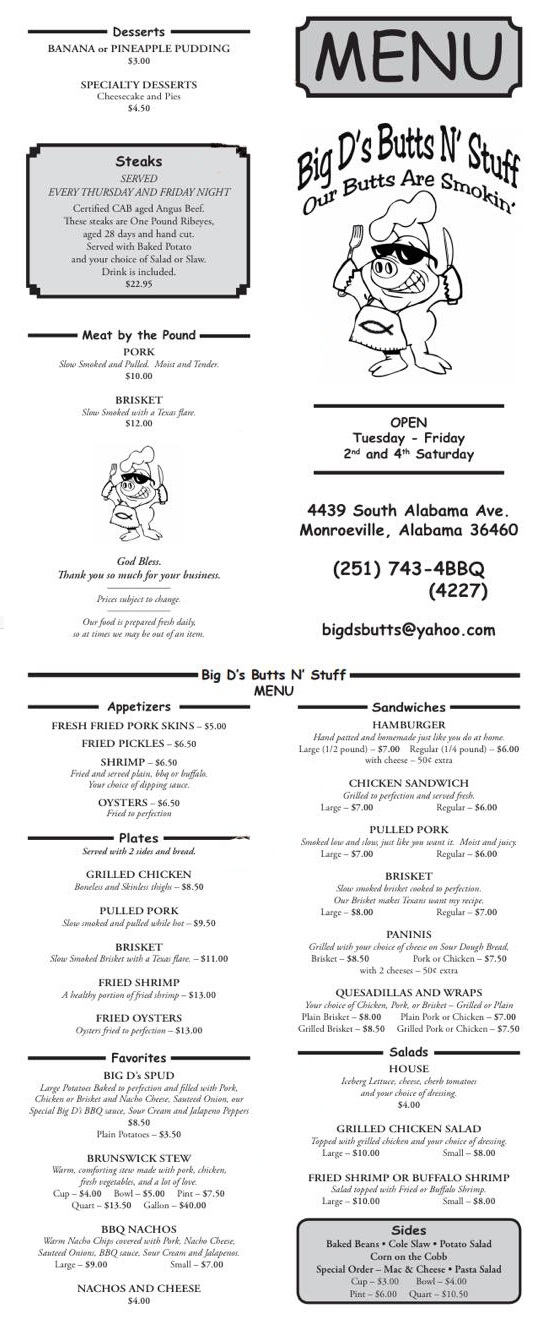 Desserts
BANANA or PINEAPPLE PUDDING
$3.00
SPECIALTY DESSERTS
Cheesecake and Pies
$4.50
Steaks
SERVED
EVERY THURSDAY AND FRIDAY NIGHT
Certified CAB aged Angus Beef.
These steaks are One Pound Ribeyes,
aged 28 days and hand cut.
Served with Baked Potato
and your choice of Salad or Slaw.
Drink is included.
$22.95
Meat by the Pound
PORK
Slow Smoked and Pulled. Moist and Tender.
$10.00
BRISKET
Slow Smoked with a Texas flare.
$12.00
God Bless.
Thank you so much for your business.
Prices subject to change.
Our food is prepared fresh daily,
so at times we may be out of an item.
MENU
Big D's Butts N' Stuff
Our Butts Are Smokin'
OPEN
Tuesday - Friday
2nd and 4th Saturday
4439 South Alabama Ave.
Monroeville, Alabama 36460
(251) 743-4BBQ
(4227)
bigdsbutts@yahoo.com
Big D's Butts N' Stuff
MENU
Appetizers
FRESH FRIED PORK SKINS – $5.00
FRIED PICKLES – $6.50
SHRIMP – $6.50
Fried and served plain, bbq or buffalo.
Your choice of dipping sauce.
OYSTERS – $6.50
Fried to perfection
Plates
Served with 2 sides and bread.
GRILLED CHICKEN
Boneless and Skinless thighs – $8.50
PULLED PORK
Slow smoked and pulled while hot – $9.50
BRISKET
Slow Smoked Brisket with a Texas flare. – $11.00
FRIED SHRIMP
A healthy portion of fried shrimp – $13.00
FRIED OYSTERS
Oysters fried to perfection – $13.00
Favorites
BIG D's SPUD
Large Potatoes Baked to perfection and filled with Pork,
Chicken or Brisket and Nacho Cheese, Sauteed Onion, our
Special Big D's BBQ sauce, Sour Cream and Jalapeno Peppers
$8.50
Plain Potatoes – $3.50
BRUNSWICK STEW
Warm, comforting stew made with pork, chicken,
fresh vegetables, and a lot of love.
Cup – $4.00 Bowl – $5.00 Pint – $7.50
Quart – $13.50 Gallon – $40.00
BBQ NACHOS
Warm Nacho Chips covered with Pork, Nacho Cheese,
Sauteed Onions, BBQ sauce, Sour Cream and Jalapenos.
Large – $9.00 Small – $7.00
NACHOS AND CHEESE
$4.00
Sandwiches
HAMBURGER
Hand patted and homemade just like you do at home.
Large (1/2 pound) – $7.00 Regular (1/4 pound) – $6.00
with cheese – 50¢ extra
CHICKEN SANDWICH
Grilled to perfection and served fresh.
Large – $7.00 Regular – $6.00
PULLED PORK
Smoked low and slow, just like you want it. Moist and juicy.
Large – $7.00 Regular – $6.00
BRISKET
Slow smoked brisket cooked to perfection.
Our Brisket makes Texans want my recipe.
Large – $8.00 Regular – $7.00
PANINIS
Grilled with your choice of cheese on Sour Dough Bread,
Brisket – $8.50 Pork or Chicken – $7.50
with 2 cheeses – 50¢ extra
QUESADILLAS AND WRAPS
Your choice of Chicken, Pork, or Brisket – Grilled or Plain
Plain Brisket – $8.00 Plain Pork or Chicken – $7.00
Grilled Brisket – $8.50 Grilled Pork or Chicken – $7.50
Salads
HOUSE
Iceberg Lettuce, cheese, cherb tomatoes
and your choice of dressing.
$4.00
GRILLED CHICKEN SALAD
Topped with grilled chicken and your choice of dressing.
Large – $10.00 Small – $8.00
FRIED SHRIMP OR BUFFALO SHRIMP
Salad topped with Fried or Buffalo Shrimp.
Large – $10.00 Small – $8.00
Sides
Baked Beans • Cole Slaw • Potato Salad
Corn on the Cobb
Special Order – Mac & Cheese • Pasta Salad
Cup – $3.00 Bowl – $4.00
Pint – $6.00 Quart – $10.50